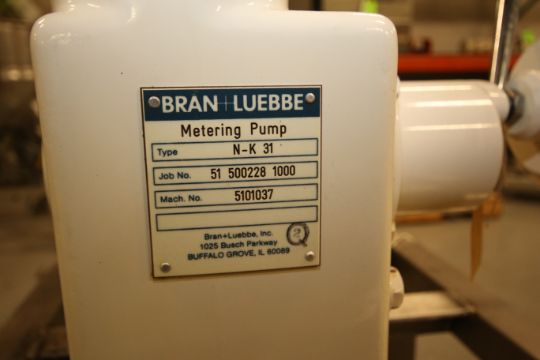 BRAN+LUEBBE
Metering Pump
Type N-K 31
Job No. 51 500228 1000
Mach. No. 5101037
Bran+Luebbe, Inc.
1025 Busch Parkway
BUFFALO GROVE, IL 60089
2